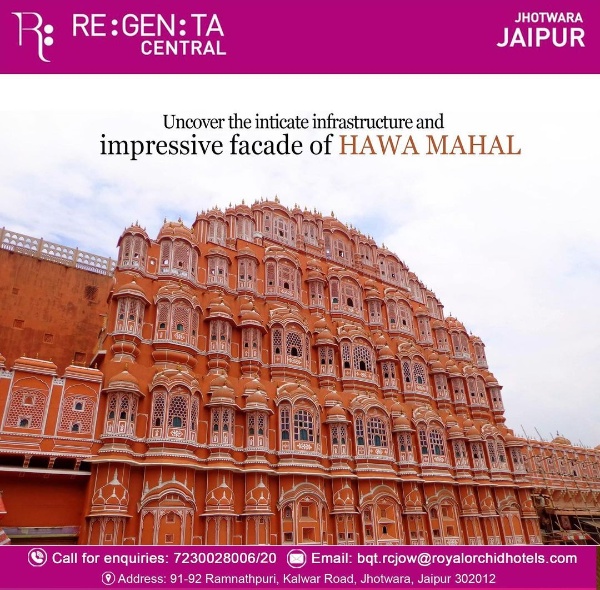 RE:GEN:TA
CENTRAL
JHOTWARA
JAIPUR
Uncover the inticate infrastructure and
impressive facade of HAWA MAHAL
Call for enquiries: 7230028006/20 Email: bqt.rcjow@royalorchidhotels.com
Address: 91-92 Ramnathpuri, Kalwar Road, Jhotwara, Jaipur 302012